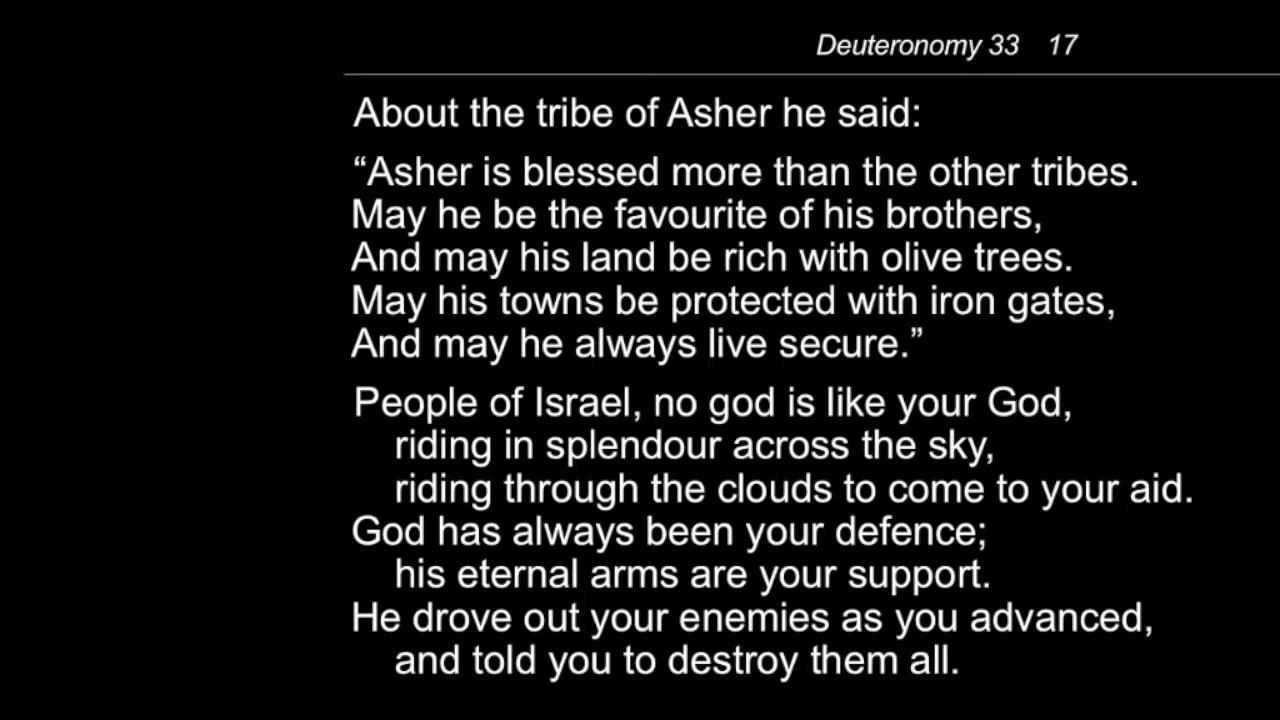 Deuteronomy 33 17
About the tribe of Asher he said:
“Asher is blessed more than the other tribes.
May he be the favourite of his brothers,
And may his land be rich with olive trees.
May his towns be protected with iron gates,
And may he always live secure.”
People of Israel, no god is like your God,
riding in splendour across the sky,
riding through the clouds to come to your aid.
God has always been your defence;
his eternal arms are your support.
He drove out your enemies as you advanced,
and told you to destroy them all.